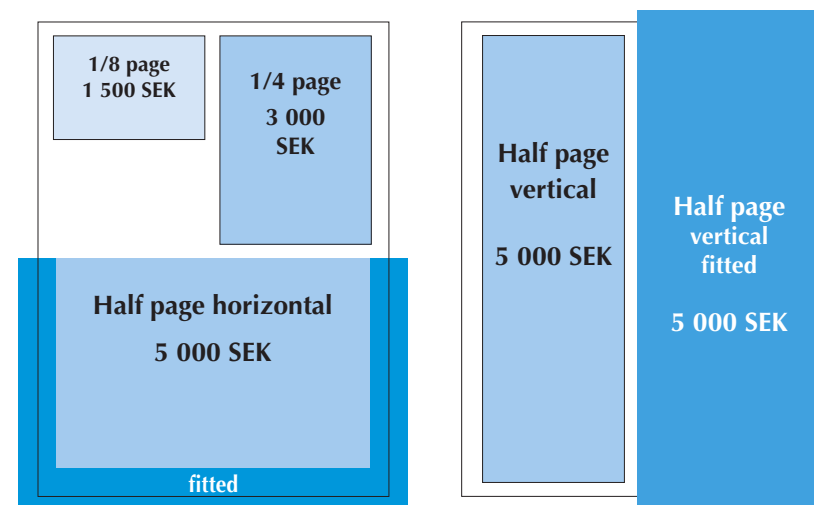 1/8 page
1 500 SEK
1/4 page
3 000
SEK
Half page horizontal
5 000 SEK
fitted
Half page
vertical
5 000 SEK
Half page
vertical
fitted
5 000 SEK